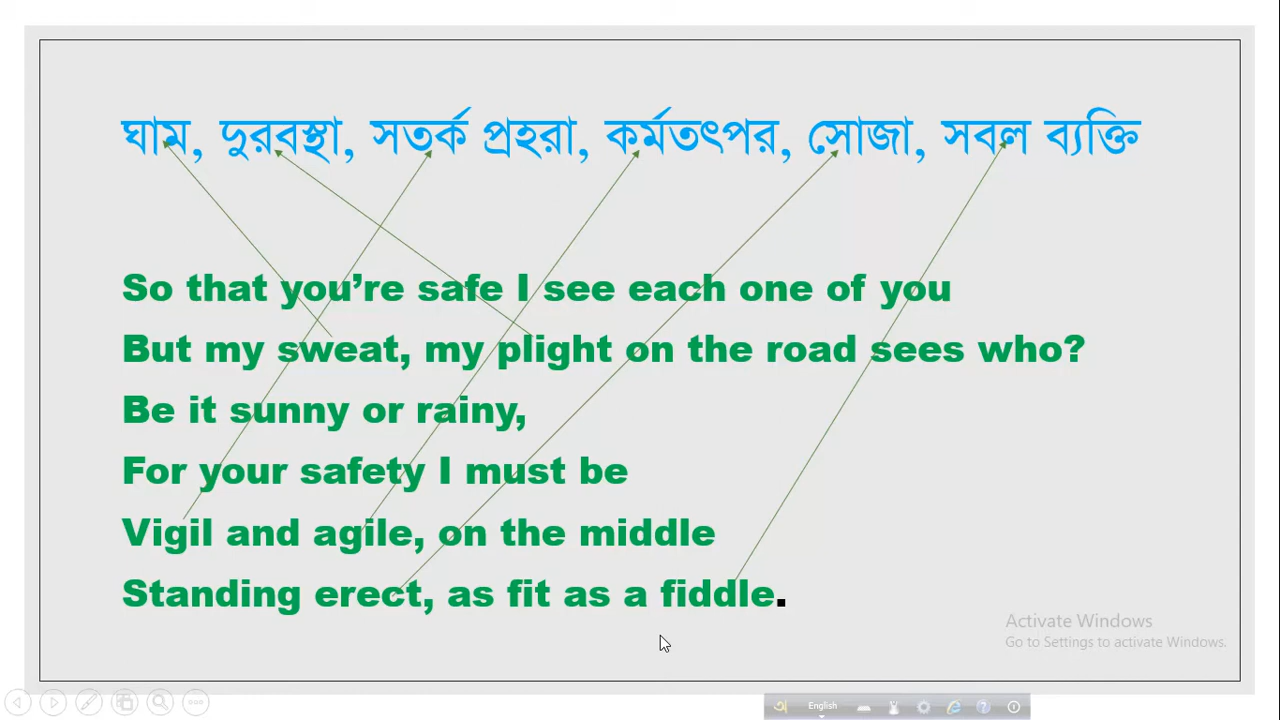 ঘাম, দুরবস্থা, সতর্ক প্রহরা, কর্মতৎপর, সোজা, সবল ব্যক্তি
So that you’re safe I see each one of you
But my sweat, my plight on the road sees who?
Be it sunny or rainy,
For your safety I must be
Vigil and agile, on the middle
Standing erect, as fit as a fiddle.
Activate Windows
Go to Settings to activate Windows.
অ English